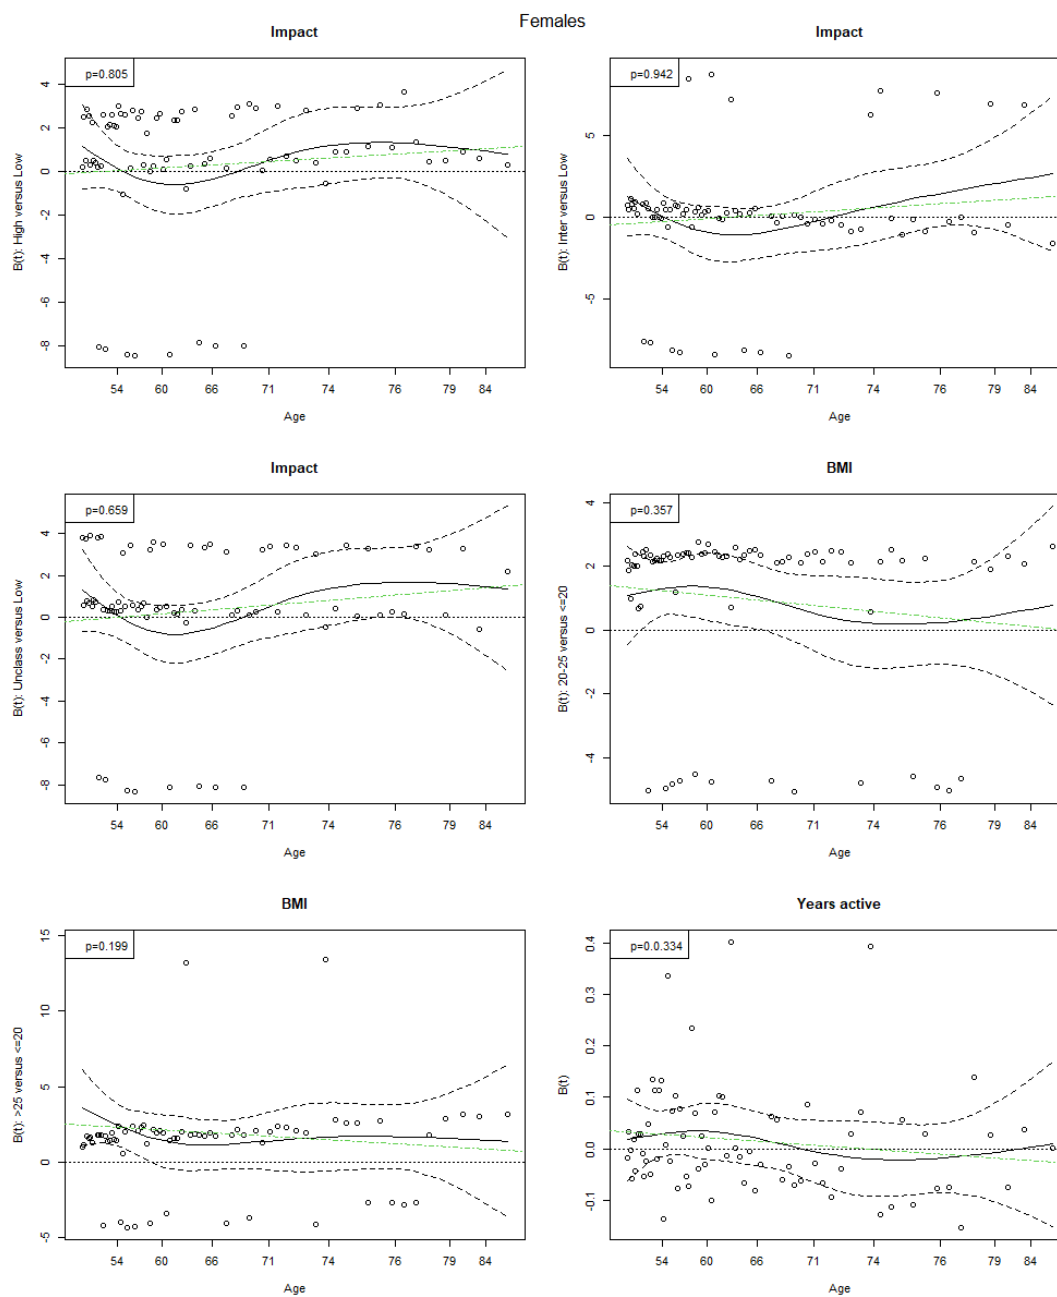 Females
Impact
p=0.805
B(t): High versus Low
4
2
0
-2
-4
-6
-8
54 60 66 71 74 76 79 84
Age
Impact
p=0.942
B(t): Inter versus Low
5
0
-5
54 60 66 71 74 76 79 84
Age
Impact
p=0.659
B(t): Unclass versus Low
4
2
0
-2
-4
-6
-8
54 60 66 71 74 76 79 84
Age
BMI
p=0.357
B(t): 20-25 versus <=20
4
2
0
-2
-4
54 60 66 71 74 76 79 84
Age
BMI
p=0.199
B(t): >25 versus <=20
15
10
5
0
-5
54 60 66 71 74 76 79 84
Age
Years active
p=0.0.334
B(t)
0.4
0.3
0.2
0.1
0.0
-0.1
54 60 66 71 74 76 79 84
Age